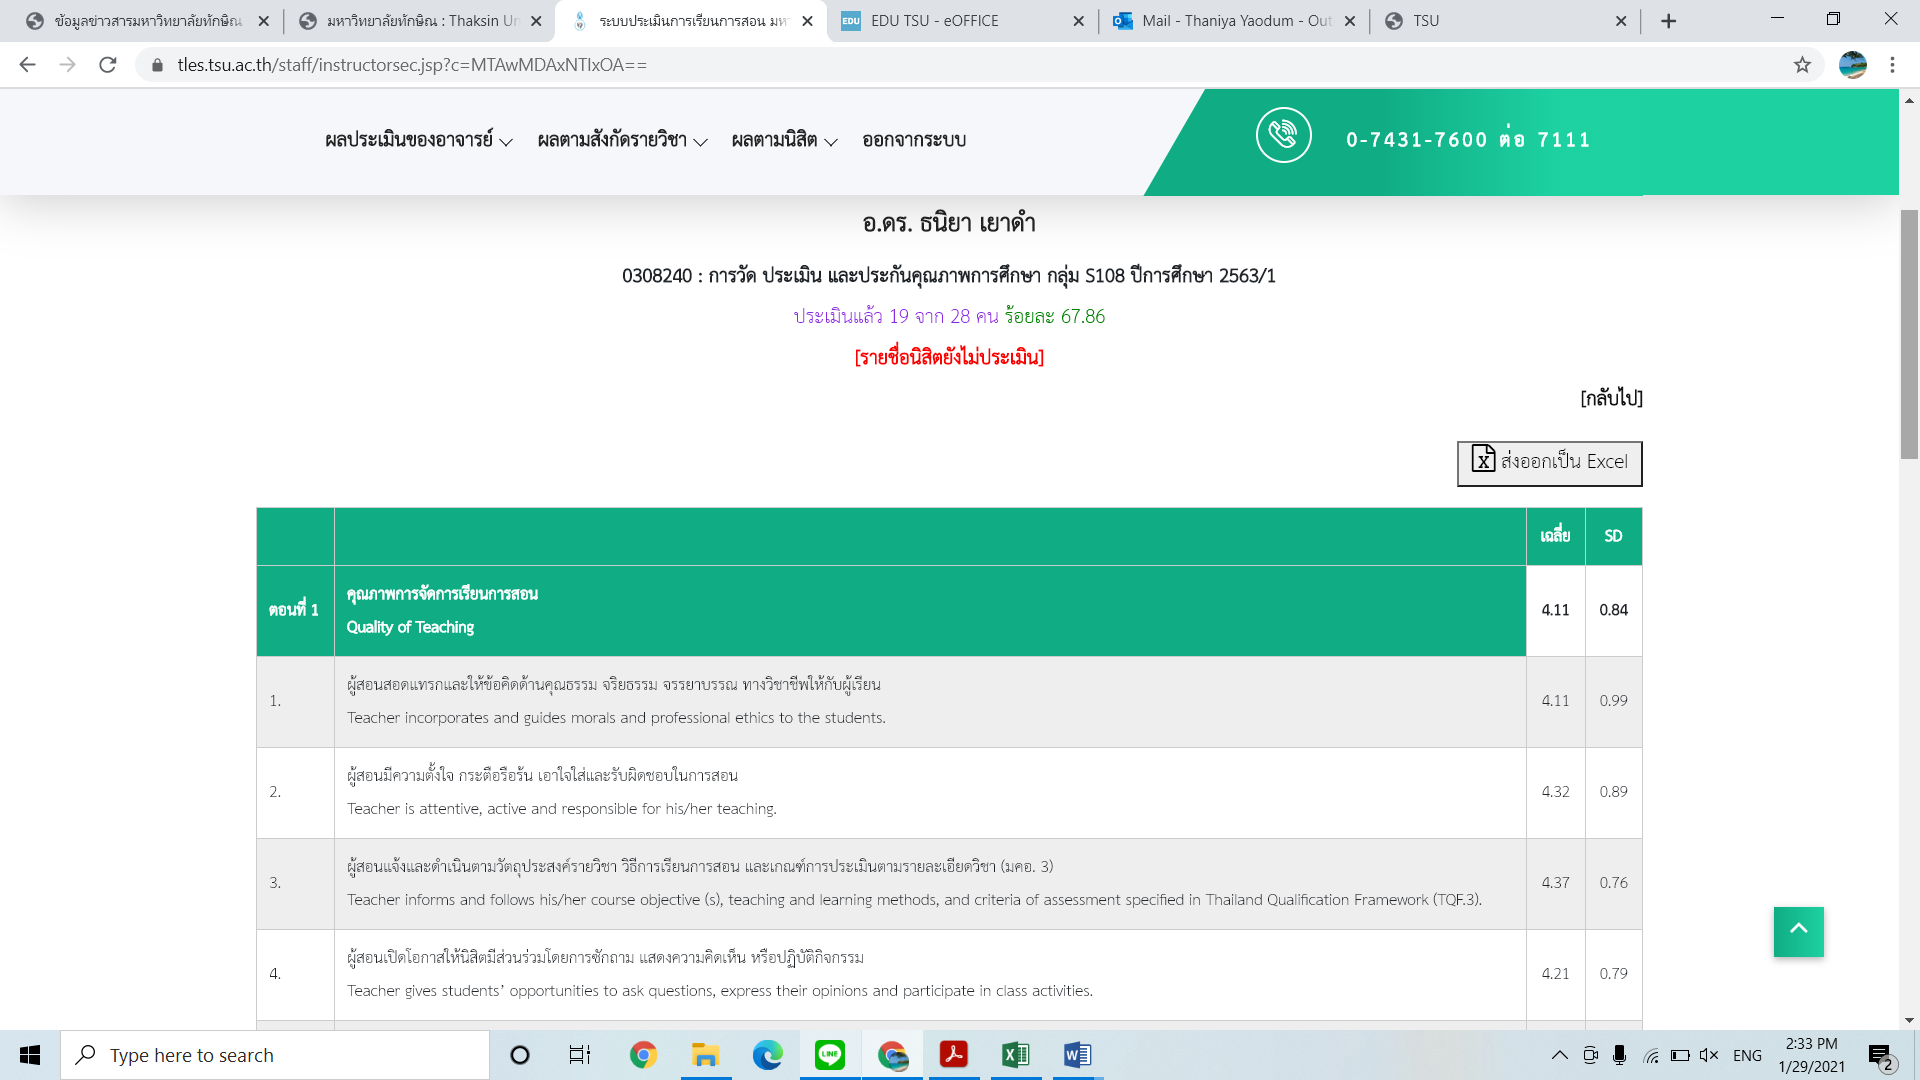 ข้อมูลข่าวสารมหาวิทยาลัยทักษิณ
มหาวิทยาลัยทักษิณ : Thaksin Un
ระบบประเมินการเรียนการสอน มห
EDU TSU - eOFFICE
Mail - Thaniya Yaodum - Out
TSU
tles.tsu.ac.th/staff/instructorsec.jsp?c=MTAwMDAxNTIxOA==
ผลประเมินของอาจารย์ ผลตามสังกัดรายวิชา ผลตามนิสิต ออกจากระบบ
0-7431-7600 ต่อ 7111
อ.ดร. ธนิยา เยาดำ
0308240 : การวัด ประเมิน และประกันคุณภาพการศึกษา กลุ่ม S108 ปีการศึกษา 2563/1
ประเมินแล้ว 19 จาก 28 คน ร้อยละ 67.86
[รายชื่อนิสิตยังไม่ประเมิน]
[กลับไป]
ส่งออกเป็น Excel
เฉลี่ย SD
ตอนที่ 1
คุณภาพการจัดการเรียนการสอน
Quality of Teaching
4.11 0.84
1.
ผู้สอนสอดแทรกและให้ข้อคิดด้านคุณธรรม จริยธรรม จรรยาบรรณ ทางวิชาชีพให้กับผู้เรียน
Teacher incorporates and guides morals and professional ethics to the students.
4.11 0.99
2.
ผู้สอนมีความตั้งใจ กระตือรือร้น เอาใจใส่และรับผิดชอบในการสอน
Teacher is attentive, active and responsible for his/her teaching.
4.32 0.89
3.
ผู้สอนแจ้งและดำเนินตามวัตถุประสงค์รายวิชา วิธีการเรียนการสอน และเกณฑ์การประเมินตามรายละเอียดวิชา (มคอ. 3)
Teacher informs and follows his/her course objective (s), teaching and learning methods, and criteria of assessment specified in Thailand Qualification Framework (TQF.3).
4.37 0.76
4.
ผู้สอนเปิดโอกาสให้นิสิตมีส่วนร่วมโดยการซักถาม แสดงความคิดเห็น หรือปฏิบัติกิจกรรม
Teacher gives students’ opportunities to ask questions, express their opinions and participate in class activities.
4.21 0.79
Type here to search
ENG
2:33 PM
1/29/2021
2